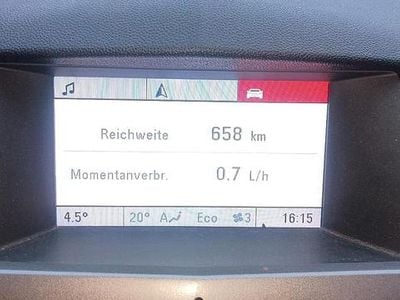 Reichweite 658 km
Momentanverbr. 0.7 L/h
4.5° 20° A Eco 3 16:15